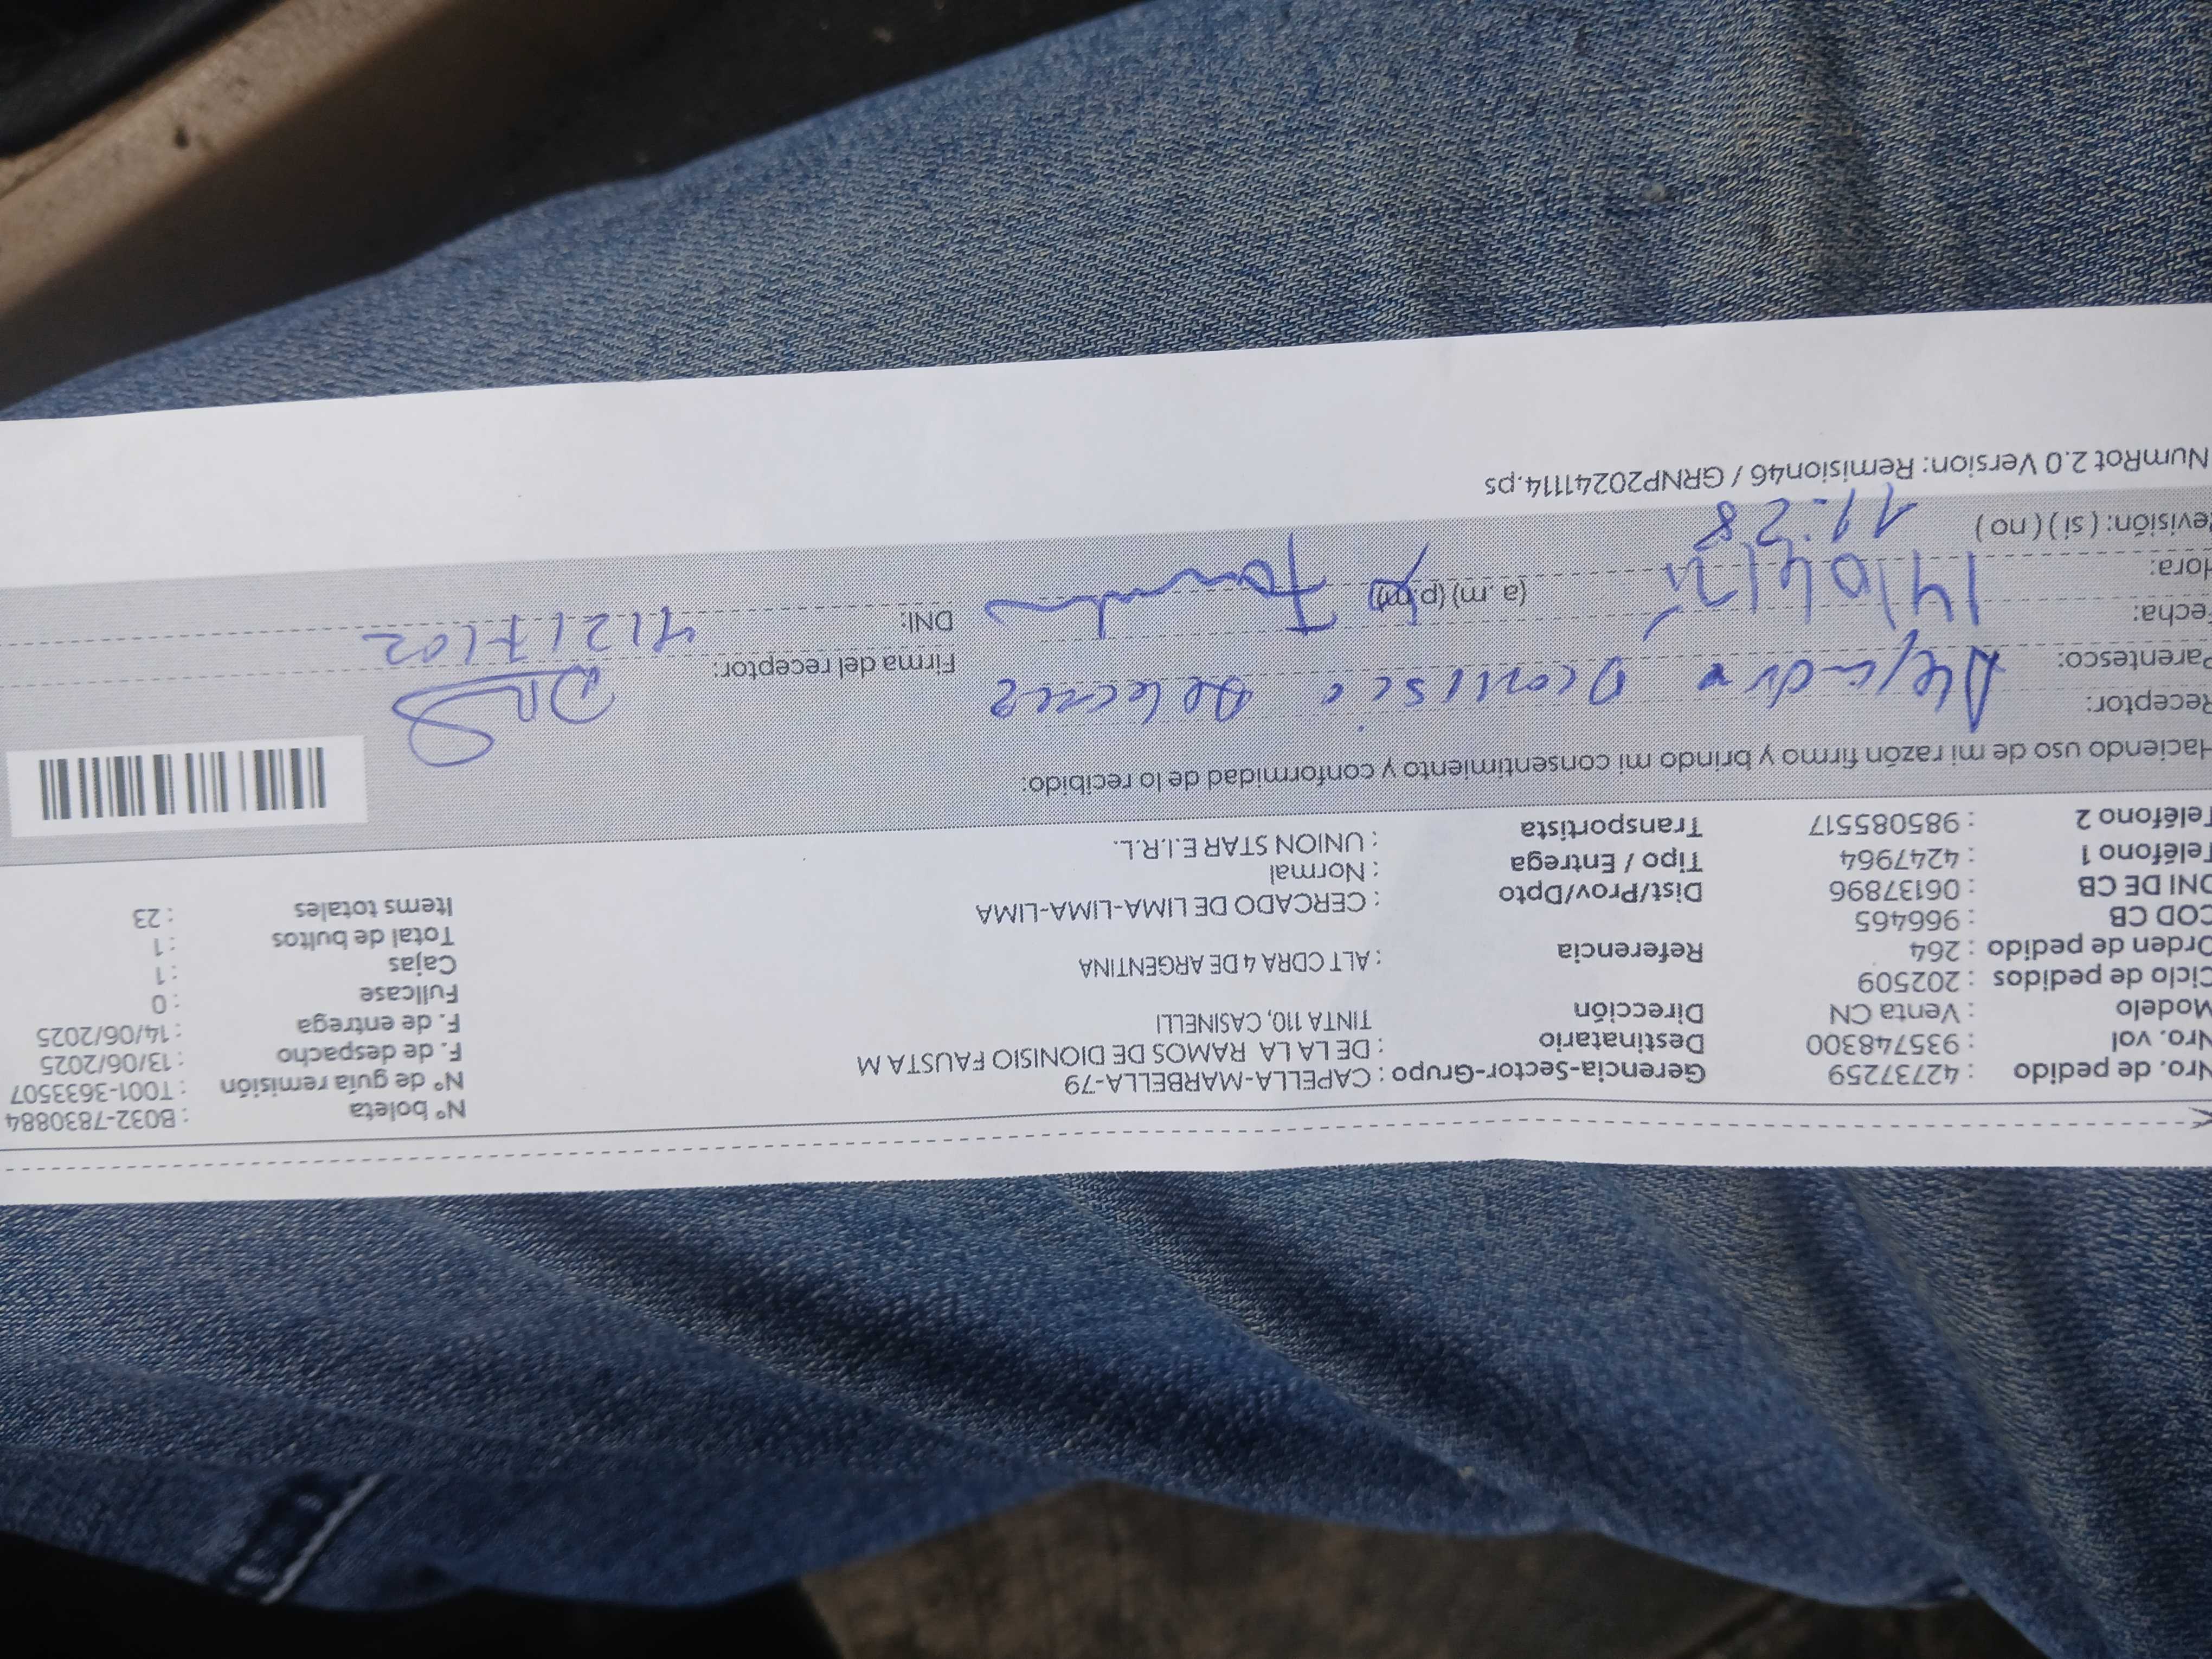 Nro. de pedido : 42737259 Gerencia-Sector-Grupo : CAPELLA-MARBELLA-79 N° boleta : B032-7830884
Nro. vol : 935748300 Destinatario : DE LA LA RAMOS DE DIONISIO FAUSTA M N° de guía remisión : T001-3633507
Modelo : Venta CN Dirección TINTA 110, CASINELLI F. de despacho : 13/06/2025
Ciclo de pedidos : 202509 F. de entrega : 14/06/2025
Orden de pedido : 264 Referencia : ALT CDRA 4 DE ARGENTINA Fullcase : 0
COD CB : 966465 Cajas : 1
DNI DE CB : 06137896 Dist/Prov/Dpto : CERCADO DE LIMA-LIMA-LIMA Total de bultos : 1
Teléfono 1 : 4247964 Tipo / Entrega : Normal Items totales : 23
Teléfono 2 : 985085517 Transportista : UNION STAR E.I.R.L.
Haciendo uso de mi razón firmo y brindo mi consentimiento y conformidad de lo recibido:
Receptor: Dionisio
Parentesco: Firma del receptor:
Fecha: DNI:
Hora: (a. m) (p. m)
Revisión: ( si ) ( no ) 11:28
NumRot 2.0 Version: Remision46 / GRNP20241114.ps